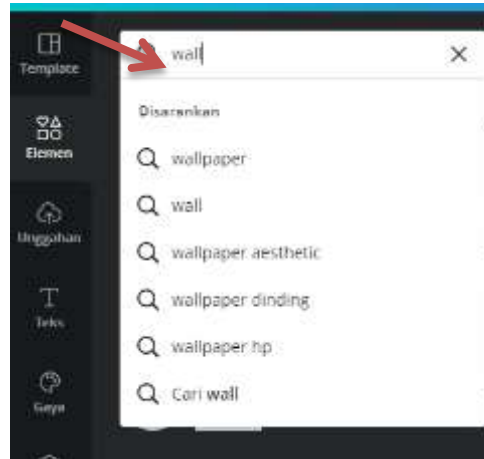 Template
Elemen
Unggahan
Teks
Gaya
wall
Disarankan
wallpaper
wall
wallpaper aesthetic
wallpaper dinding
wallpaper hp
Cari wall